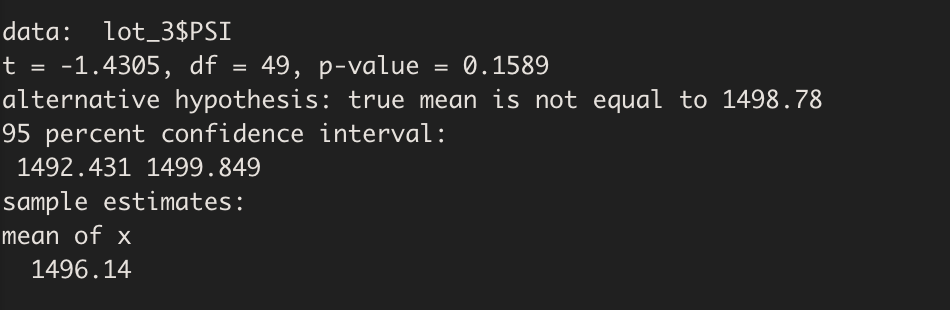 data:  lot_3$PSI
t = -1.4305, df = 49, p-value = 0.1589
alternative hypothesis: true mean is not equal to 1498.78
95 percent confidence interval:
 1492.431 1499.849
sample estimates:
mean of x
  1496.14